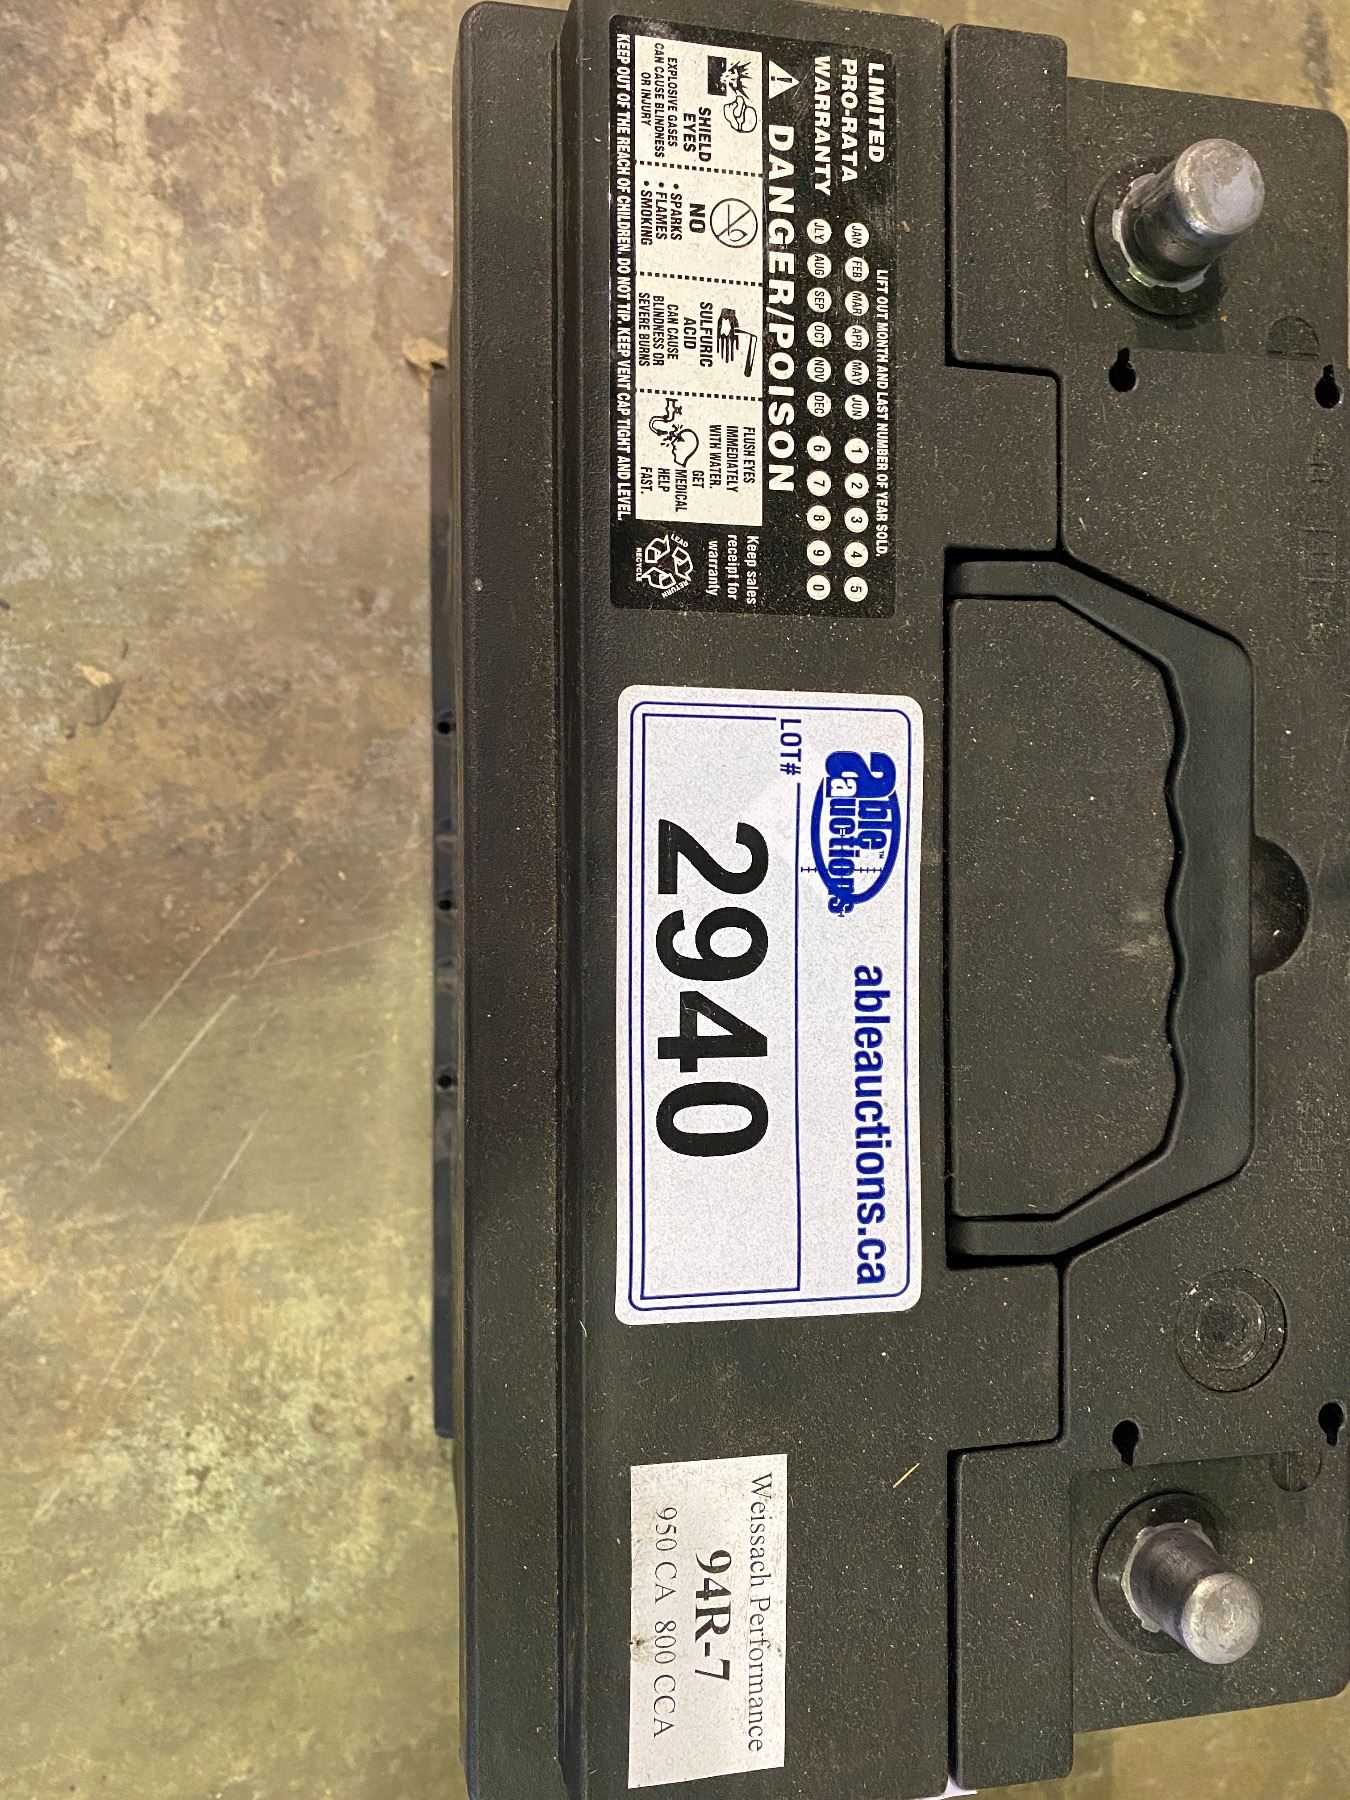 LIMITED
PRO-RATA
WARRANTY
LIFT OUT MONTH AND LAST NUMBER OF YEAR SOLD.
JAN FEB MAR APR MAY JUN 1 2 3 4 5
JLY AUG SEP OCT NOV DEC 6 7 8 9 0
DANGER/POISON
SHIELD
EYES
EXPLOSIVE GASES
CAN CAUSE BLINDNESS
OR INJURY
NO
• SPARKS
• FLAMES
• SMOKING
SULFURIC
ACID
CAN CAUSE
BLINDNESS OR
SEVERE BURNS
FLUSH EYES
IMMEDIATELY
WITH WATER.
GET
MEDICAL
HELP
FAST.
Keep sales
receipt for
warranty
LEAD
RETURN
RECYCLE
KEEP OUT OF THE REACH OF CHILDREN. DO NOT TIP. KEEP VENT CAP TIGHT AND LEVEL.
able™
auctions
ableauctions.ca
LOT#
2940
Weissach Performance
94R-7
950 CA 800 CCA